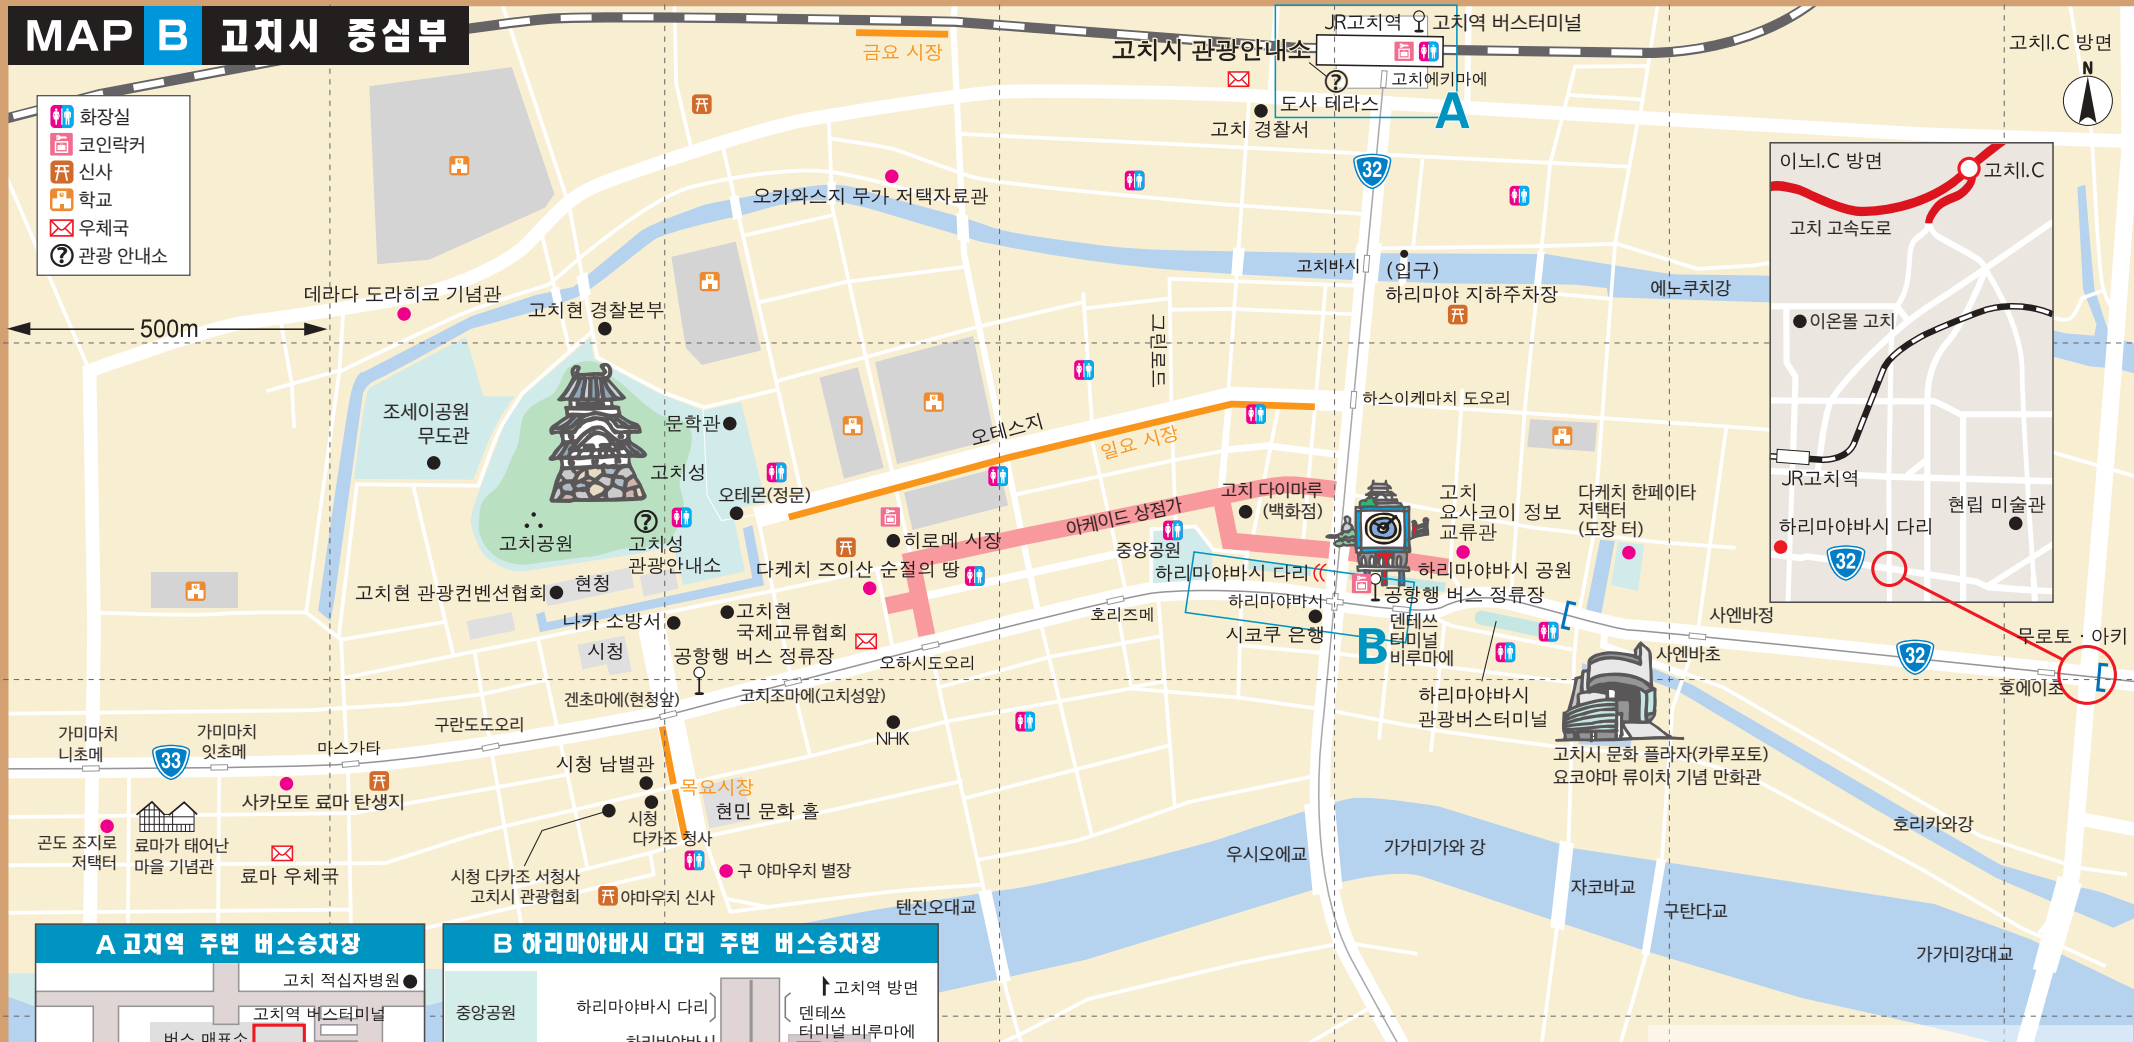 MAP B 고치시 중심부
화장실
코인락커
신사
학교
우체국
관광 안내소
500m
금요 시장
JR고치역
고치역 버스터미널
고치시 관광안내소
고치에키마에
도사 테라스
A
고치 경찰서
32
고치I.C 방면
N
이노I.C 방면
고치I.C
고치 고속도로
이온몰 고치
JR고치역
현립 미술관
하리마야바시 다리
32
오카와스지 무가 저택자료관
고치바시
(입구)
하리마야 지하주차장
에노쿠치강
데라다 도라히코 기념관
고치현 경찰본부
그린로드
하스이케마치 도오리
조세이공원
무도관
문학관
고치성
오테몬(정문)
오테스지
일요 시장
고치공원
고치성
관광안내소
히로메 시장
아케이드 상점가
고치 다이마루
(백화점)
고치
요사코이 정보
교류관
다케치 한페이타
저택터
(도장 터)
중앙공원
하리마야바시 다리
하리마야바시 공원
공항행 버스 정류장
하리마야바시
시코쿠 은행
B
덴테쓰
터미널
비루마에
다케치 즈이산 순절의 땅
고치현 관광컨벤션협회
현청
나카 소방서
고치현
국제교류협회
시청
공항행 버스 정류장
호리즈메
오하시도오리
사엔바정
사엔바초
32
무로토 · 아키
호에이초
하리마야바시
관광버스터미널
고치시 문화 플라자(카루포토)
요코야마 류이치 기념 만화관
겐초마에(현청앞)
고치조마에(고치성앞)
NHK
가미마치
니초메
33
가미마치
잇초메
마스가타
구란도도오리
사카모토 료마 탄생지
시청 남별관
목요시장
현민 문화 홀
시청
다카조 청사
곤도 조지로
저택터
료마가 태어난
마을 기념관
료마 우체국
시청 다카조 서청사
고치시 관광협회
야마우치 신사
구 야마우치 별장
우시오에교
가가미가와 강
호리카와강
텐진오대교
자코바교
구탄다교
가가미강대교
A 고치역 주변 버스승차장
고치 적십자병원
고치역 버스터미널
버스 매표소
B 하리마야바시 다리 주변 버스승차장
중앙공원
하리마야바시 다리
고치역 방면
덴테쓰
터미널 비루마에
하리마야바시